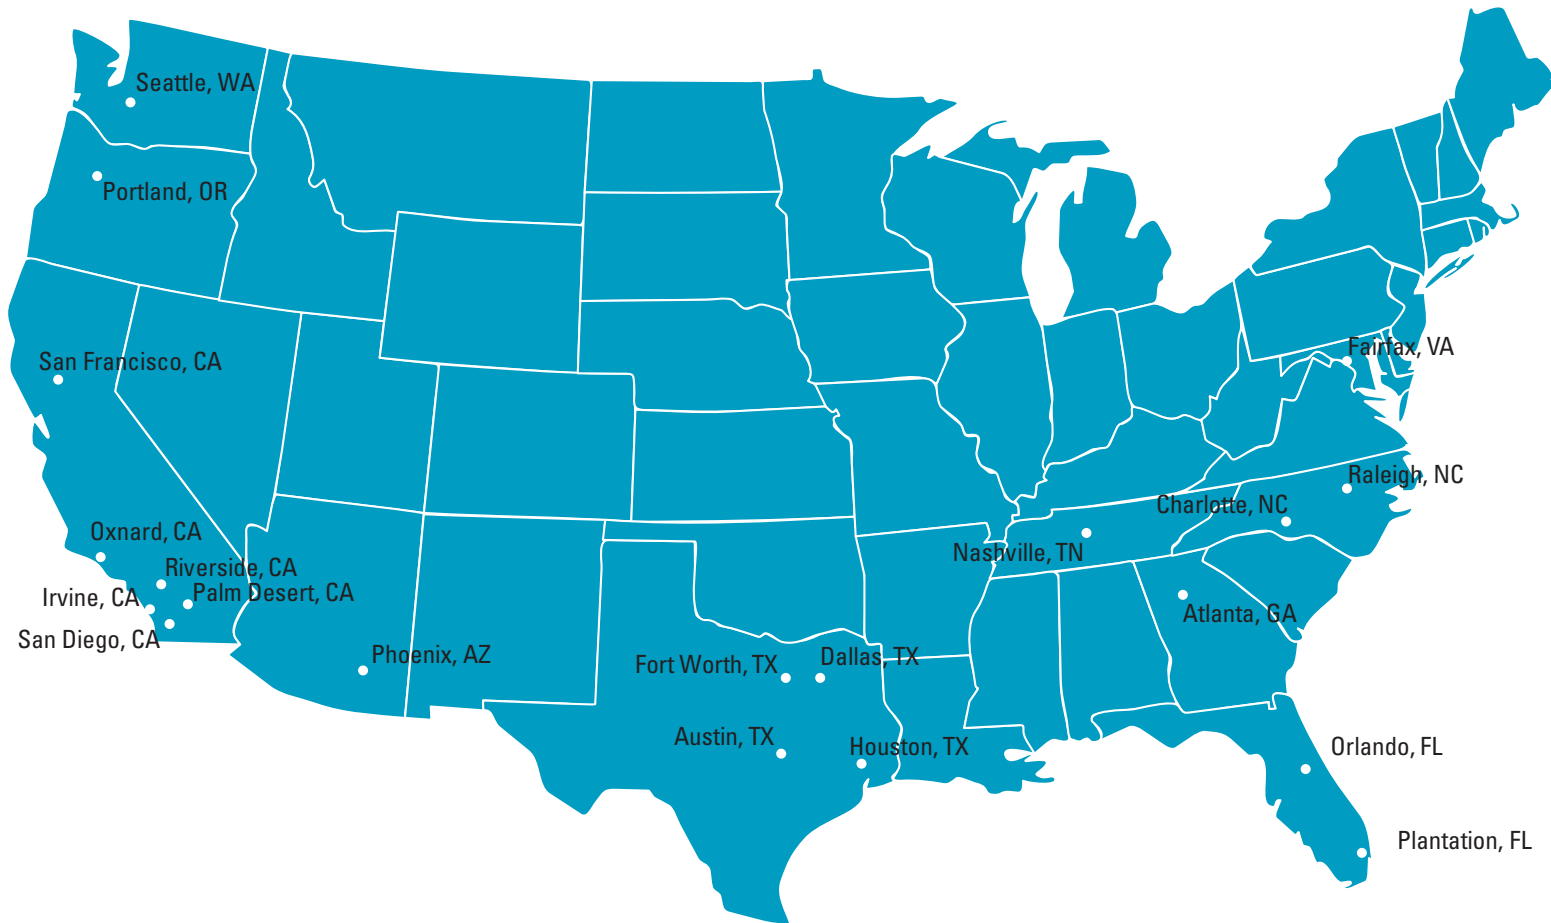 Seattle, WA
Portland, OR
San Francisco, CA
Fairfax, VA
Raleigh, NC
Charlotte, NC
Oxnard, CA
Nashville, TN
Riverside, CA
Palm Desert, CA
Irvine, CA
Atlanta, GA
San Diego, CA
Phoenix, AZ
Fort Worth, TX
Dallas, TX
Austin, TX
Houston, TX
Orlando, FL
Plantation, FL